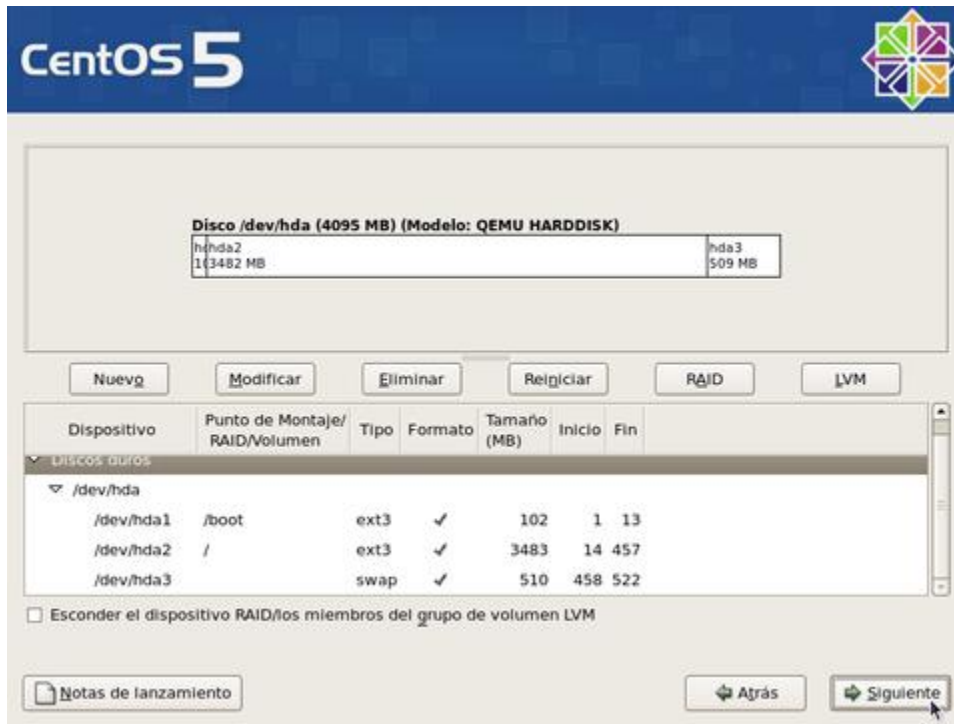 CentOS 5
Disco /dev/hda (4095 MB) (Modelo: QEMU HARDDISK)
hda2
3482 MB
hda3
509 MB
Nuevo
Modificar
Eliminar
Reiniciar
RAID
LVM
Dispositivo
Punto de Montaje/
RAID/Volumen
Tipo
Formato
Tamaño
(MB)
Inicio
Fin
Discos duros
/dev/hda
/dev/hda1 /boot ext3 ✓ 102 1 13
/dev/hda2 / ext3 ✓ 3483 14 457
/dev/hda3 swap ✓ 510 458 522
Esconder el dispositivo RAID/los miembros del grupo de volumen LVM
Notas de lanzamiento
Atrás
Siguiente